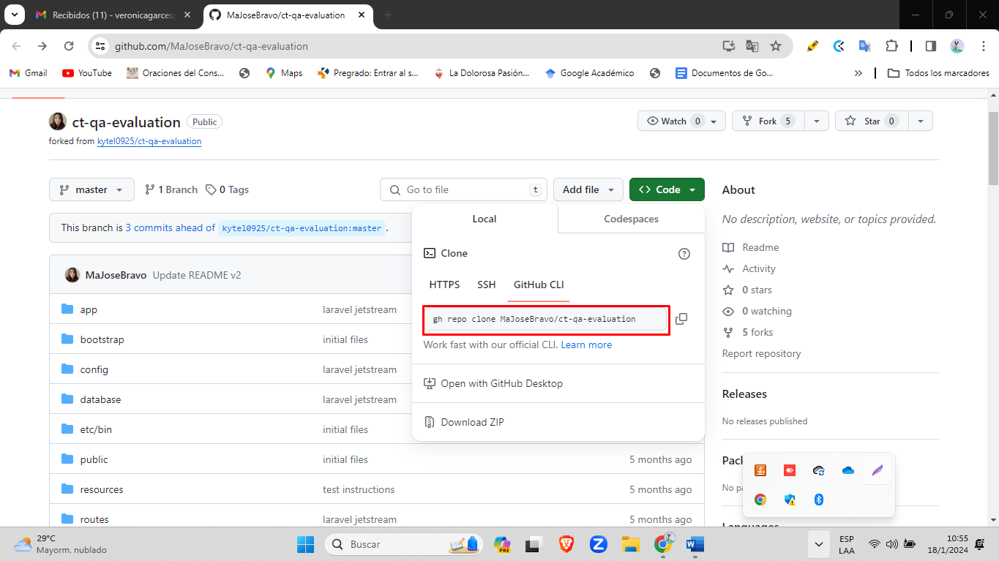 Recibidos (11) - veronicagarces
MaJoseBravo/ct-qa-evaluation
github.com/MaJoseBravo/ct-qa-evaluation
Gmail
YouTube
Oraciones del Cons...
Maps
Pregrado: Entrar al s...
La Dolorosa Pasión...
Google Académico
Documentos de Go...
Todos los marcadores
ct-qa-evaluation
Public
Watch 0
Fork 5
Star 0
forked from kytel0925/ct-qa-evaluation
master
1 Branch
0 Tags
Go to file
t
Add file
Code
About
Local
Codespaces
No description, website, or topics provided.
This branch is 3 commits ahead of kytel0925/ct-qa-evaluation:master .
Clone
Readme
Activity
MaJoseBravo Update README v2
HTTPS
SSH
GitHub CLI
0 stars
app
laravel jetstream
0 watching
gh repo clone MaJoseBravo/ct-qa-evaluation
5 forks
bootstrap
initial files
Work fast with our official CLI. Learn more
Report repository
config
laravel jetstream
Open with GitHub Desktop
Releases
database
laravel jetstream
No releases published
etc/bin
initial files
Download ZIP
public
initial files
5 months ago
resources
test instructions
5 months ago
routes
laravel jetstream
5 months ago
29°C
Mayorm. nublado
Buscar
PRE
ESP
LAA
10:55
18/1/2024